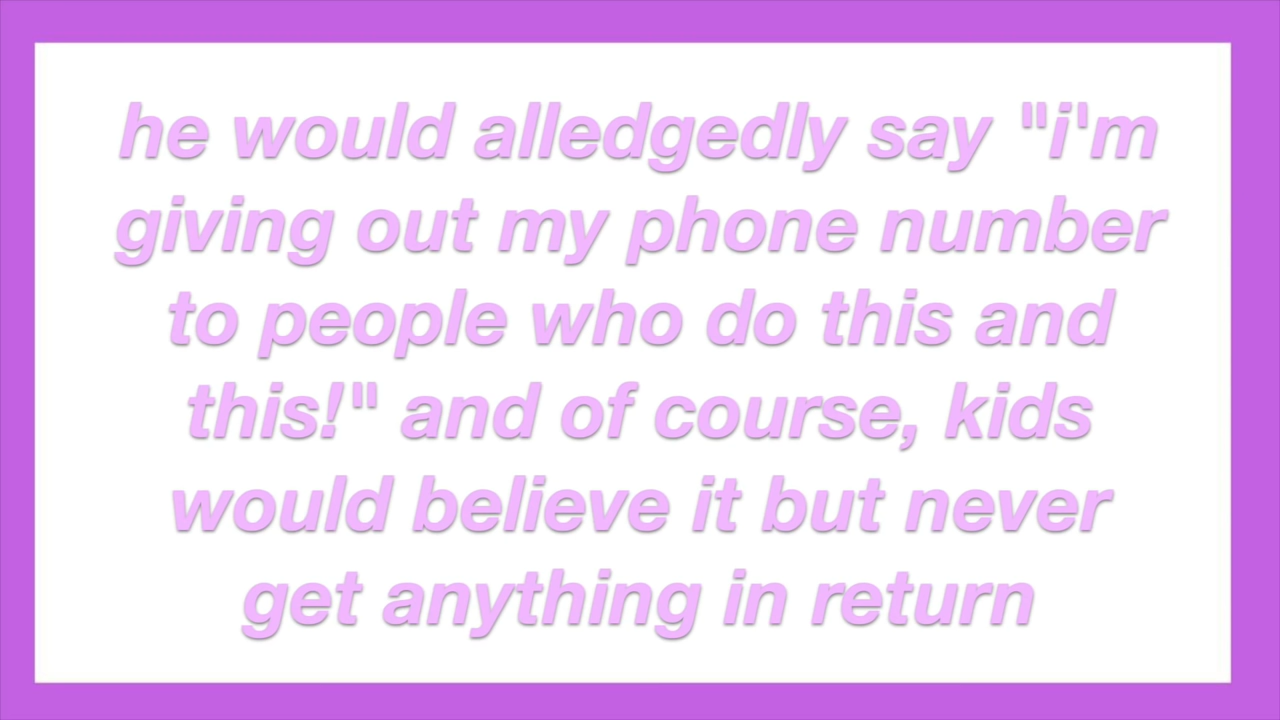 he would alledgedly say "i'm
giving out my phone number
to people who do this and
this!" and of course, kids
would believe it but never
get anything in return